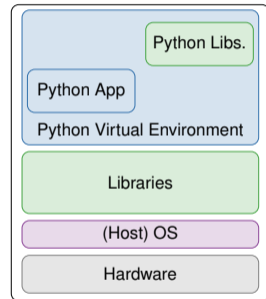 Python Libs.
Python App
Python Virtual Environment
Libraries
(Host) OS
Hardware